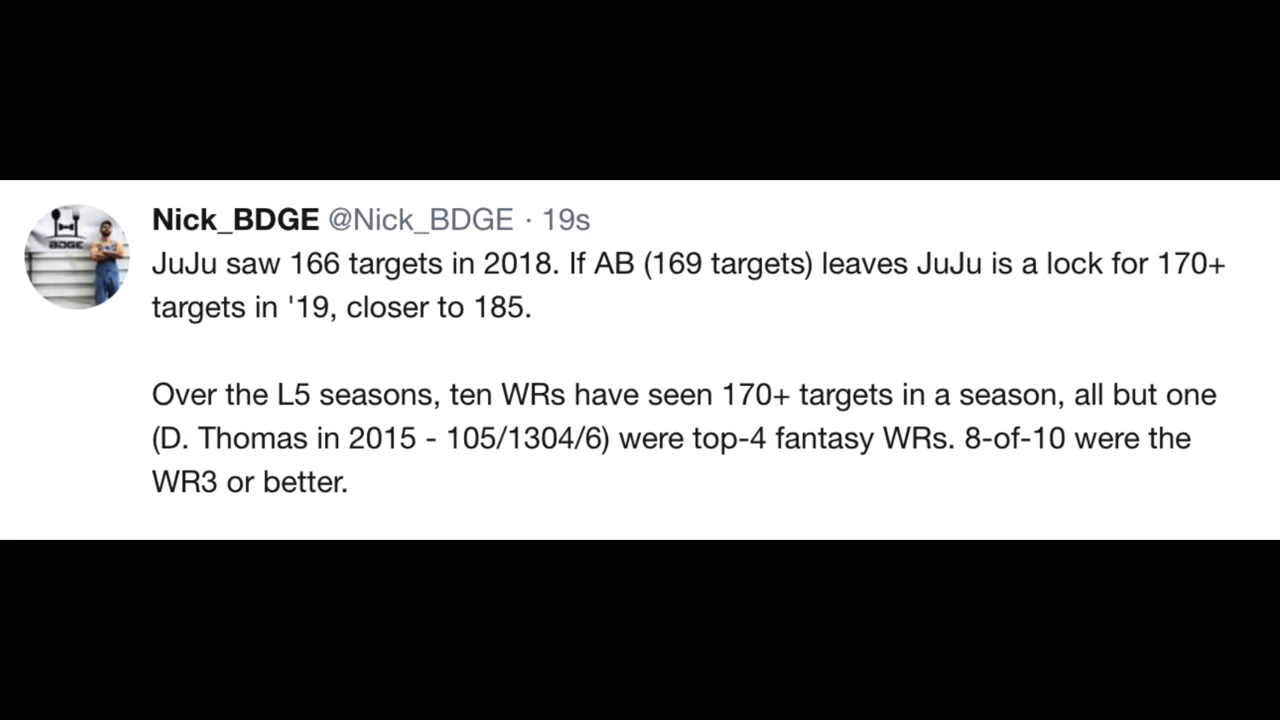 Nick_BDGE @Nick_BDGE · 19s
JuJu saw 166 targets in 2018. If AB (169 targets) leaves JuJu is a lock for 170+
targets in '19, closer to 185.
Over the L5 seasons, ten WRs have seen 170+ targets in a season, all but one
(D. Thomas in 2015 - 105/1304/6) were top-4 fantasy WRs. 8-of-10 were the
WR3 or better.
BDGE